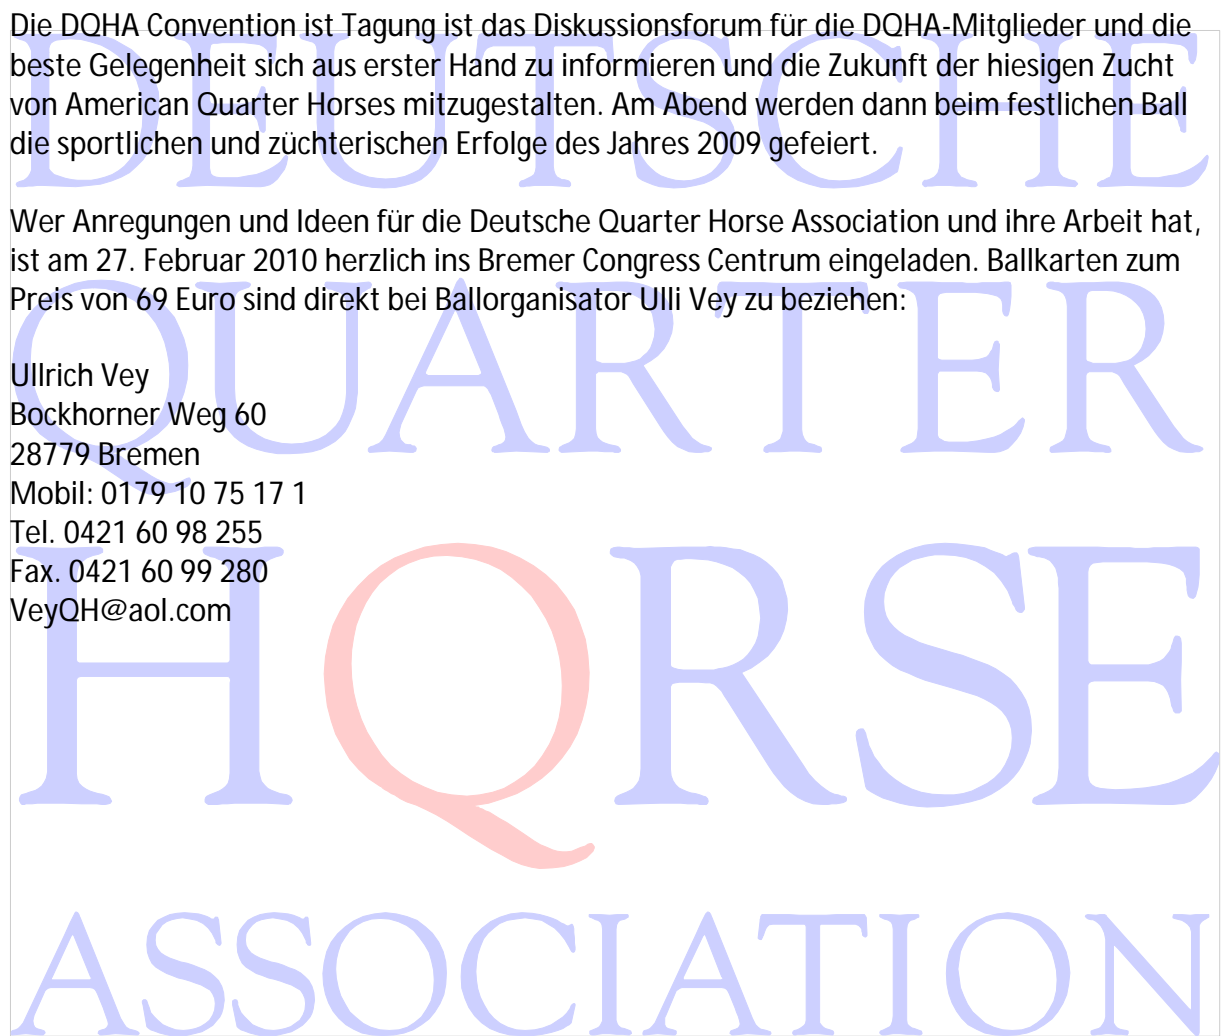 Die DQHA Convention ist Tagung ist das Diskussionsforum für die DQHA-Mitglieder und die
beste Gelegenheit sich aus erster Hand zu informieren und die Zukunft der hiesigen Zucht
von American Quarter Horses mitzugestalten. Am Abend werden dann beim festlichen Ball
die sportlichen und züchterischen Erfolge des Jahres 2009 gefeiert.
Wer Anregungen und Ideen für die Deutsche Quarter Horse Association und ihre Arbeit hat,
ist am 27. Februar 2010 herzlich ins Bremer Congress Centrum eingeladen. Ballkarten zum
Preis von 69 Euro sind direkt bei Ballorganisator Ulli Vey zu beziehen:
Ullrich Vey
Bockhorner Weg 60
28779 Bremen
Mobil: 0179 10 75 17 1
Tel. 0421 60 98 255
Fax. 0421 60 99 280
VeyQH@aol.com
DEUTSCHE
QUARTER
HQRSE
ASSOCIATION